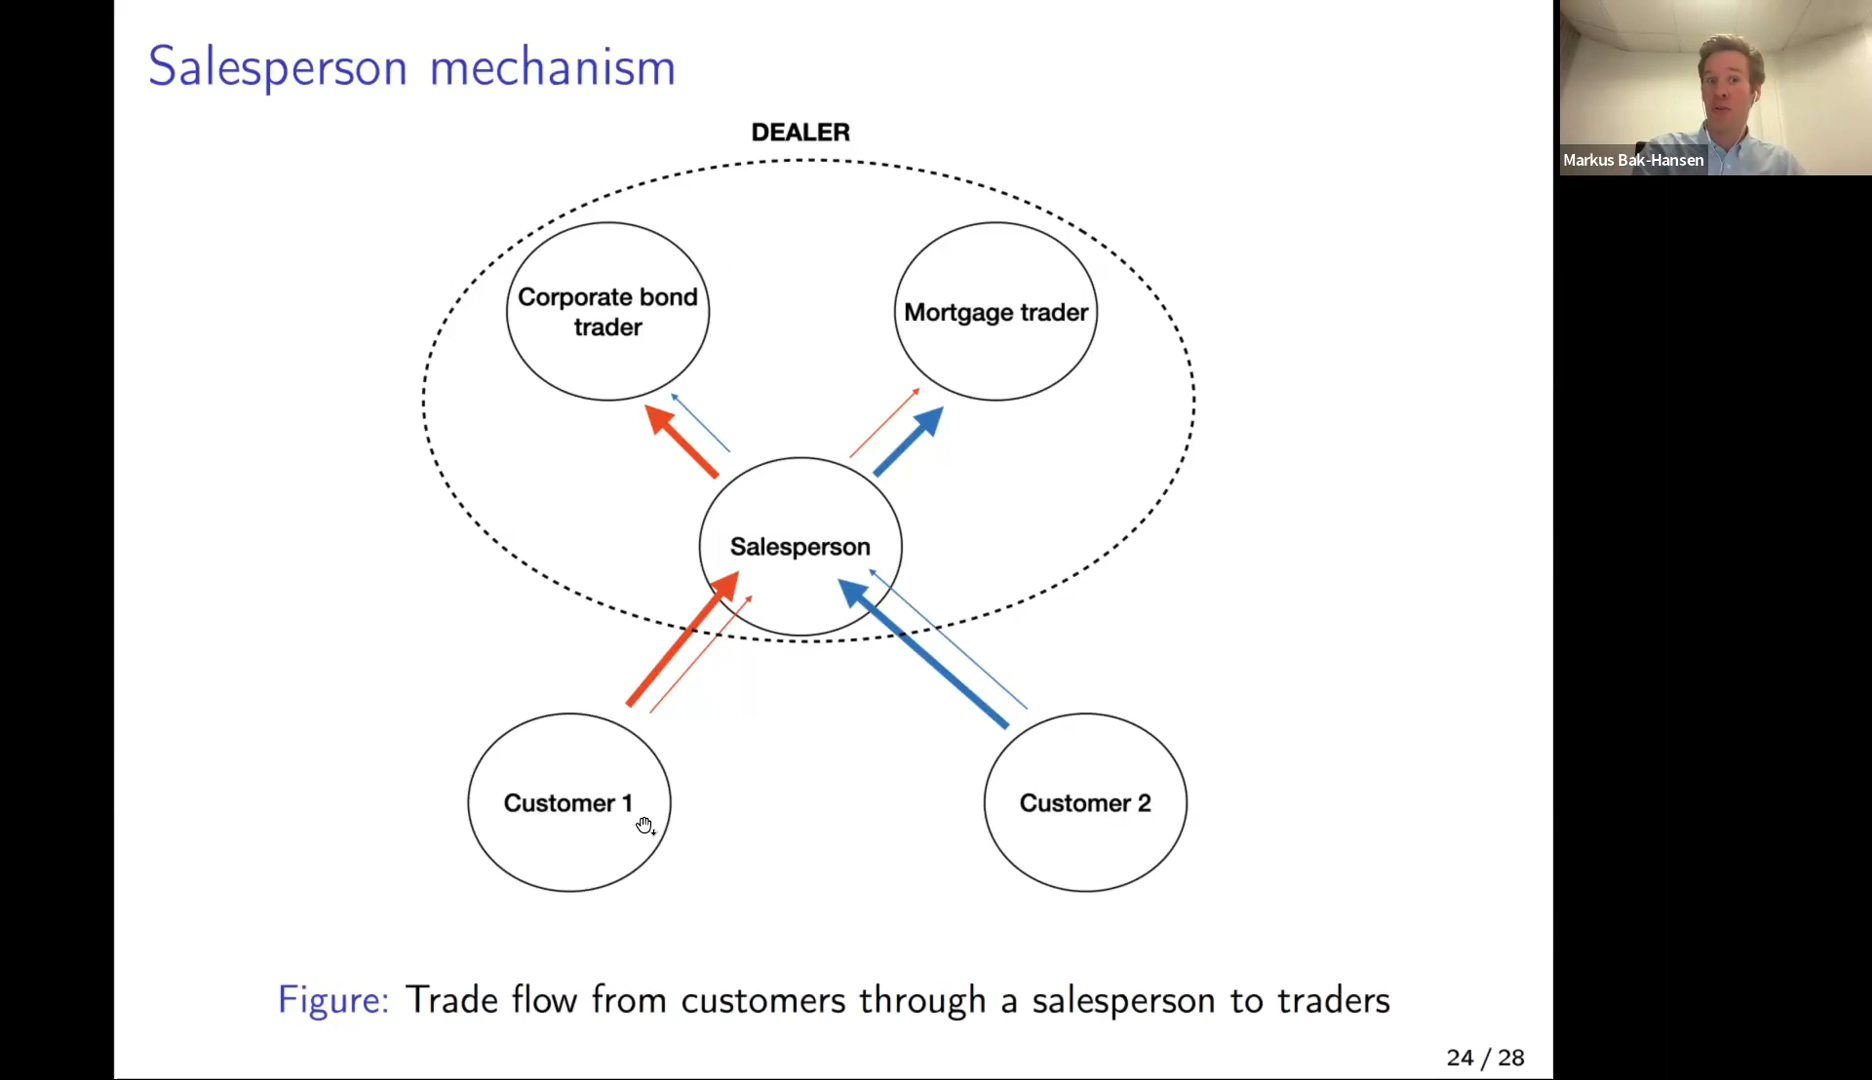 Salesperson mechanism
DEALER
Corporate bond
trader
Mortgage trader
Salesperson
Customer 1
Customer 2
Figure: Trade flow from customers through a salesperson to traders
24 / 28
Markus Bak-Hansen